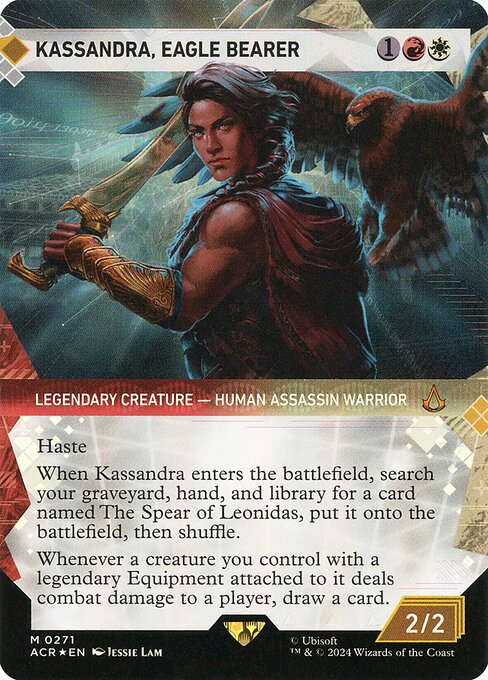 KASSANDRA, EAGLE BEARER 1
LEGENDARY CREATURE — HUMAN ASSASSIN WARRIOR
Haste
When Kassandra enters the battlefield, search
your graveyard, hand, and library for a card
named The Spear of Leonidas, put it onto the
battlefield, then shuffle.
Whenever a creature you control with a
legendary Equipment attached to it deals
combat damage to a player, draw a card.
2/2
M 0271
ACR★EN Jessie Lam
© Ubisoft
™ & © 2024 Wizards of the Coast